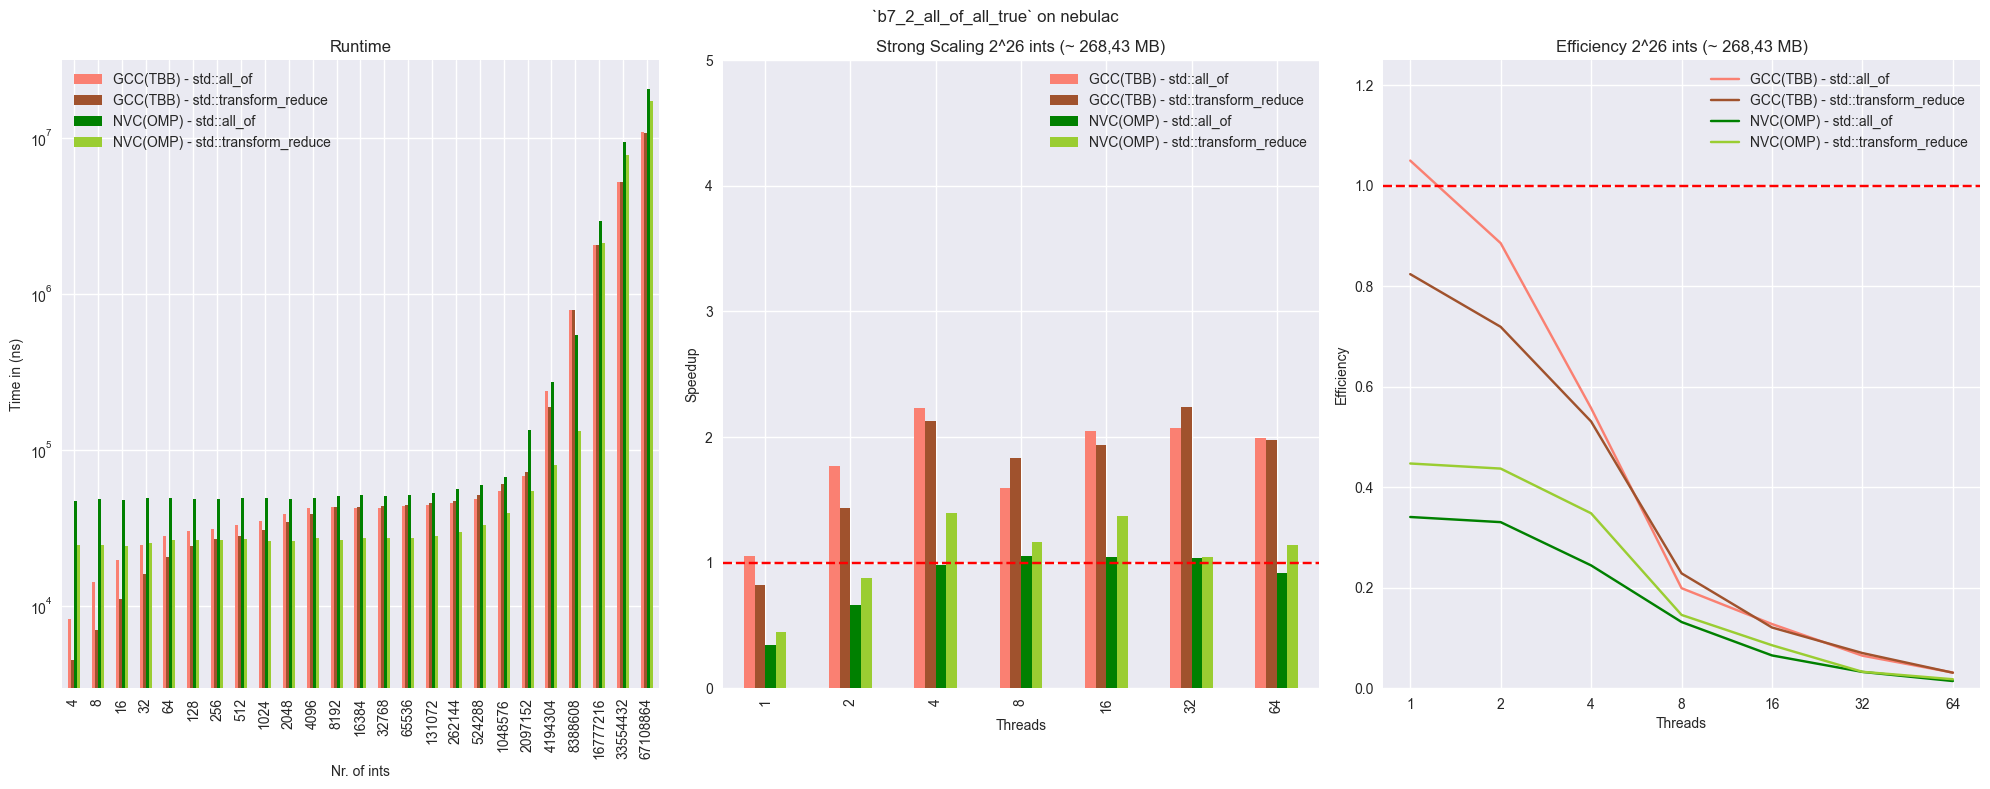 `b7_2_all_of_all_true` on nebulac
Runtime
GCC(TBB) - std::all_of
GCC(TBB) - std::transform_reduce
NVC(OMP) - std::all_of
NVC(OMP) - std::transform_reduce
Time in (ns)
10^7
10^6
10^5
10^4
4 8 16 32 64 128 256 512 1024 2048 4096 8192 16384 32768 65536 131072 262144 524288 1048576 2097152 4194304 8388608 16777216 33554432 67108864
Nr. of ints
Strong Scaling 2^26 ints (~ 268,43 MB)
GCC(TBB) - std::all_of
GCC(TBB) - std::transform_reduce
NVC(OMP) - std::all_of
NVC(OMP) - std::transform_reduce
Speedup
5
4
3
2
1
0
1 2 4 8 16 32 64
Threads
Efficiency 2^26 ints (~ 268,43 MB)
GCC(TBB) - std::all_of
GCC(TBB) - std::transform_reduce
NVC(OMP) - std::all_of
NVC(OMP) - std::transform_reduce
Efficiency
1.2
1.0
0.8
0.6
0.4
0.2
0.0
1 2 4 8 16 32 64
Threads